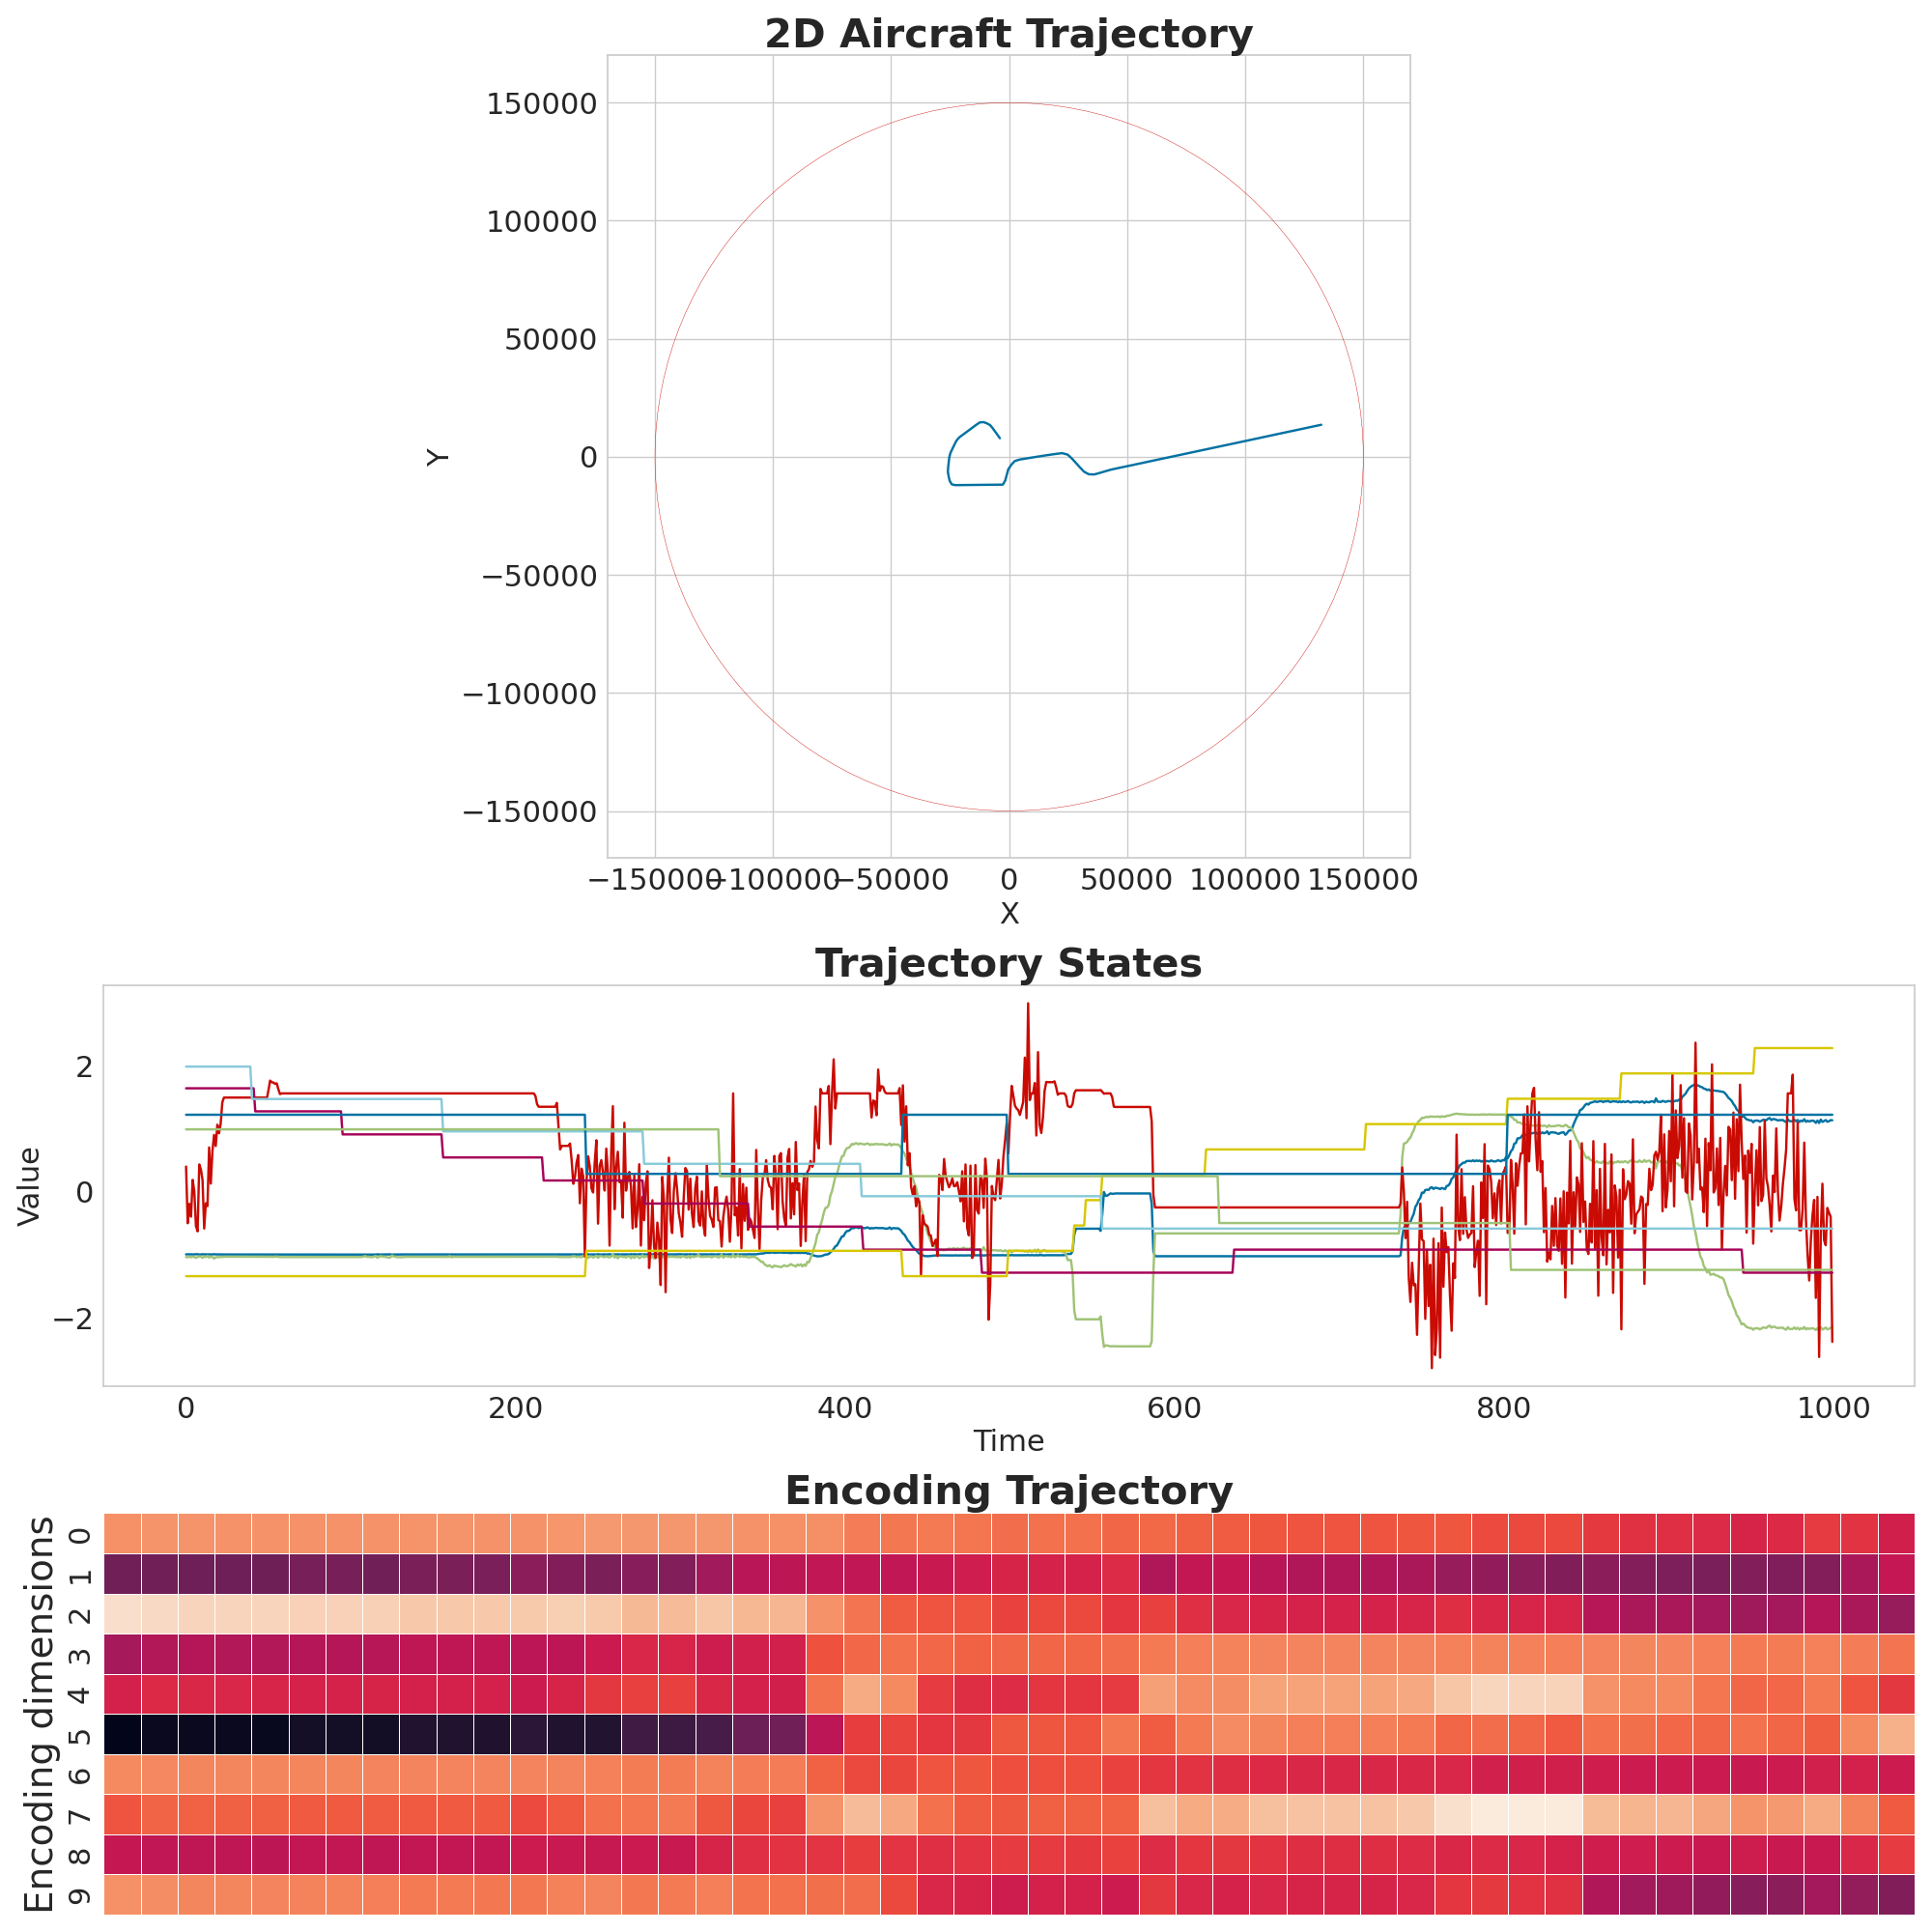 2D Aircraft Trajectory
150000
100000
50000
0
−50000
−100000
−150000
Y
−150000 −100000 −50000 0 50000 100000 150000
X
Trajectory States
2
0
−2
Value
0 200 400 600 800 1000
Time
Encoding Trajectory
Encoding dimensions
0
1
2
3
4
5
6
7
8
9